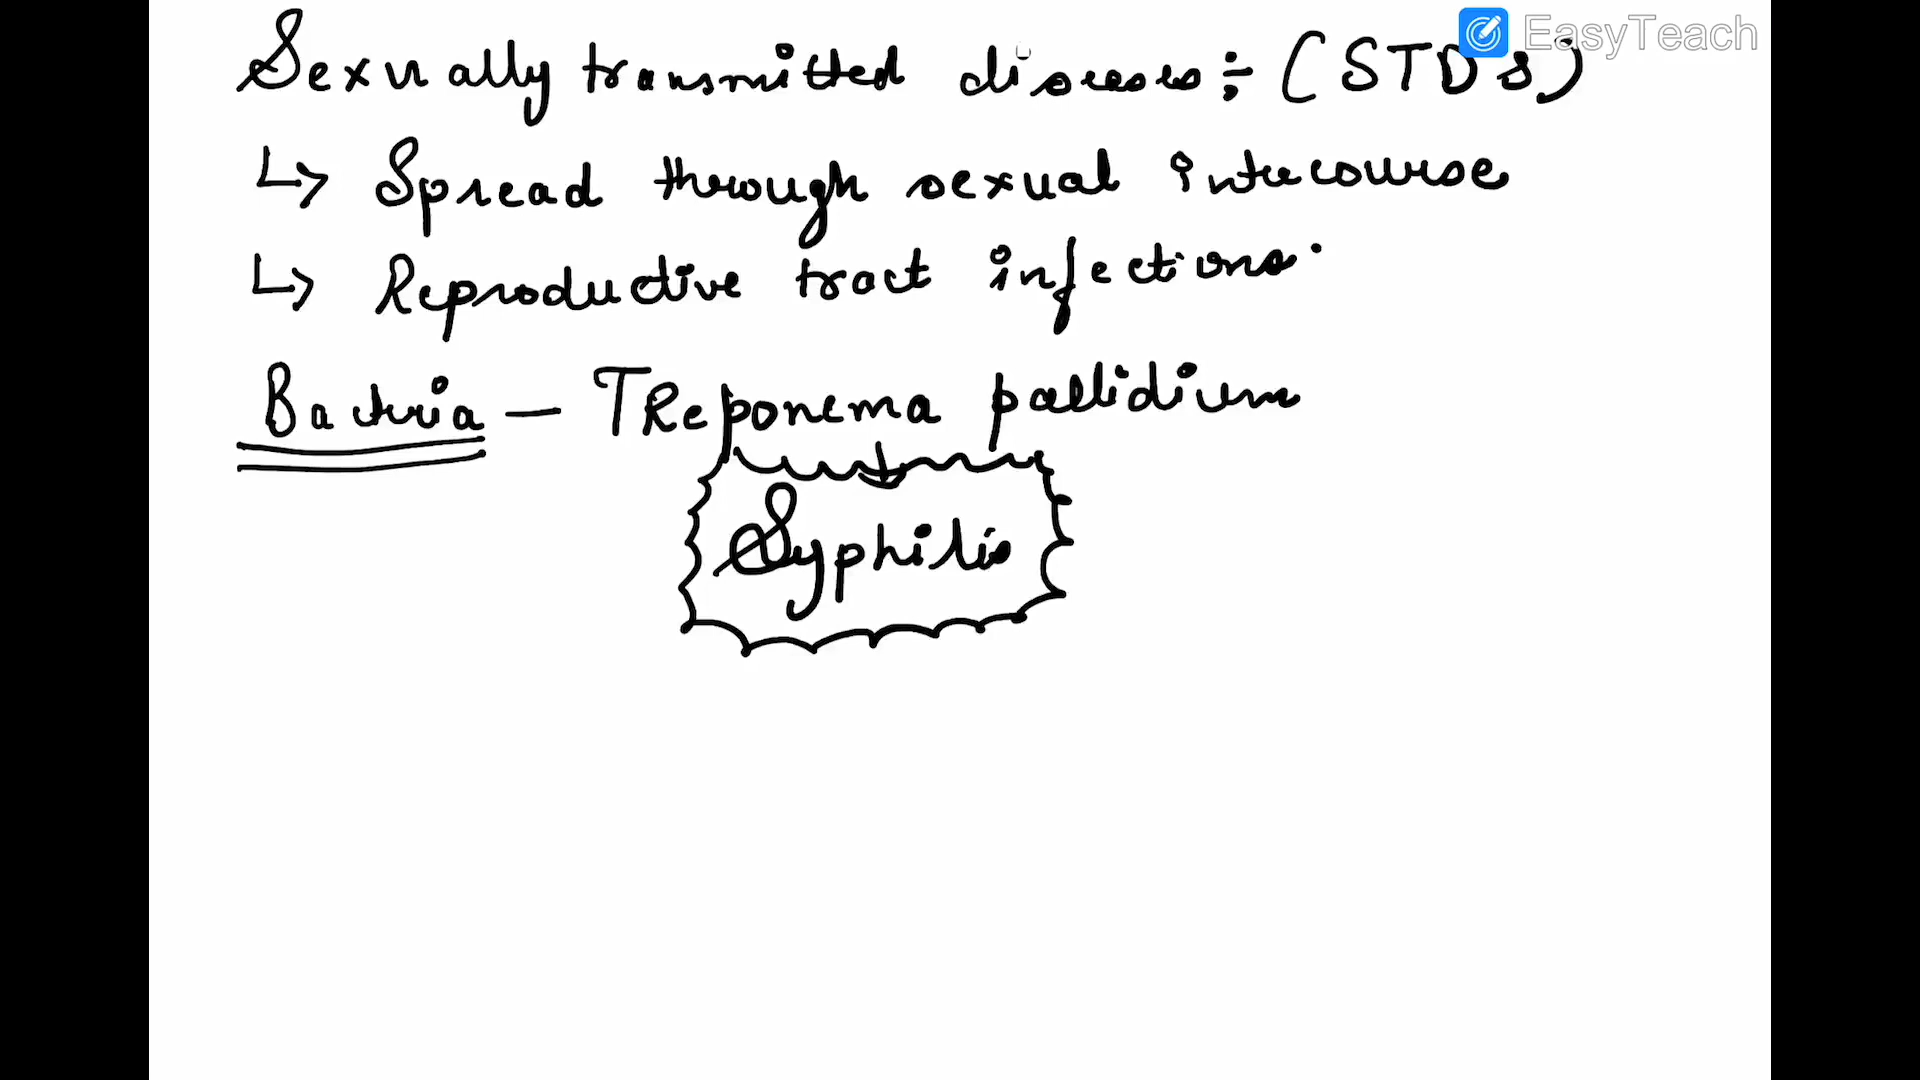 Sexually transmitted diseases ÷ (STDs)
EasyTeach
↳ Spread through sexual intercourse
↳ Reproductive tract infections.
Bacteria — TReponema pallidium
Syphilis